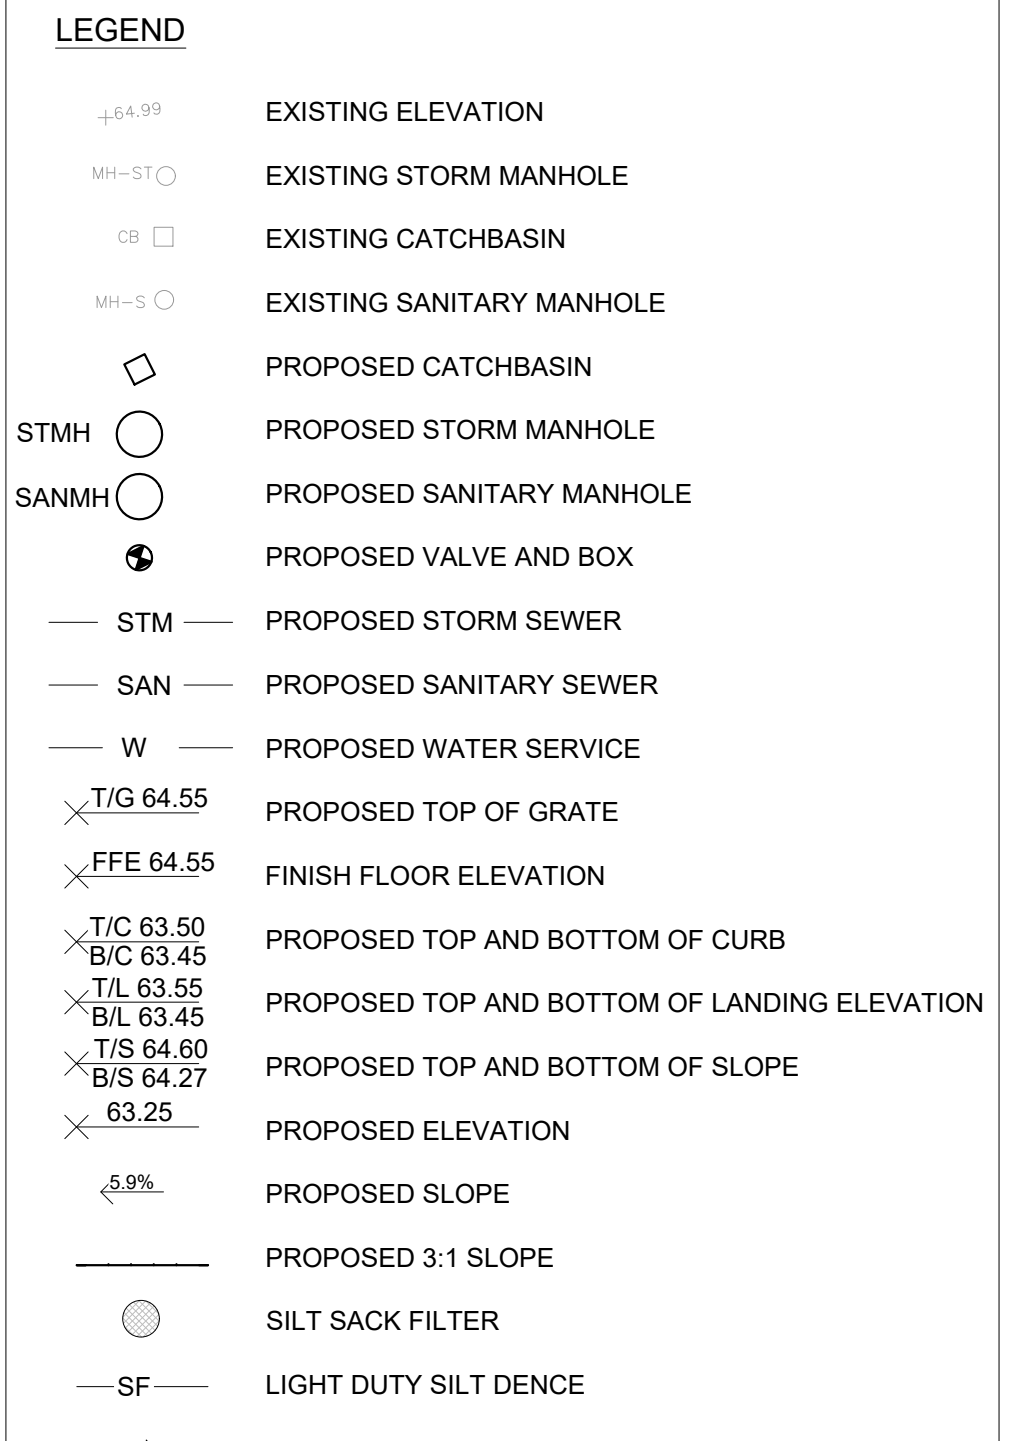 LEGEND
+64.99 EXISTING ELEVATION
MH-ST EXISTING STORM MANHOLE
CB EXISTING CATCHBASIN
MH-S EXISTING SANITARY MANHOLE
PROPOSED CATCHBASIN
STMH PROPOSED STORM MANHOLE
SANMH PROPOSED SANITARY MANHOLE
PROPOSED VALVE AND BOX
STM PROPOSED STORM SEWER
SAN PROPOSED SANITARY SEWER
W PROPOSED WATER SERVICE
T/G 64.55 PROPOSED TOP OF GRATE
FFE 64.55 FINISH FLOOR ELEVATION
T/C 63.50
B/C 63.45 PROPOSED TOP AND BOTTOM OF CURB
T/L 63.55
B/L 63.45 PROPOSED TOP AND BOTTOM OF LANDING ELEVATION
T/S 64.60
B/S 64.27 PROPOSED TOP AND BOTTOM OF SLOPE
63.25 PROPOSED ELEVATION
5.9% PROPOSED SLOPE
PROPOSED 3:1 SLOPE
SILT SACK FILTER
SF LIGHT DUTY SILT DENCE